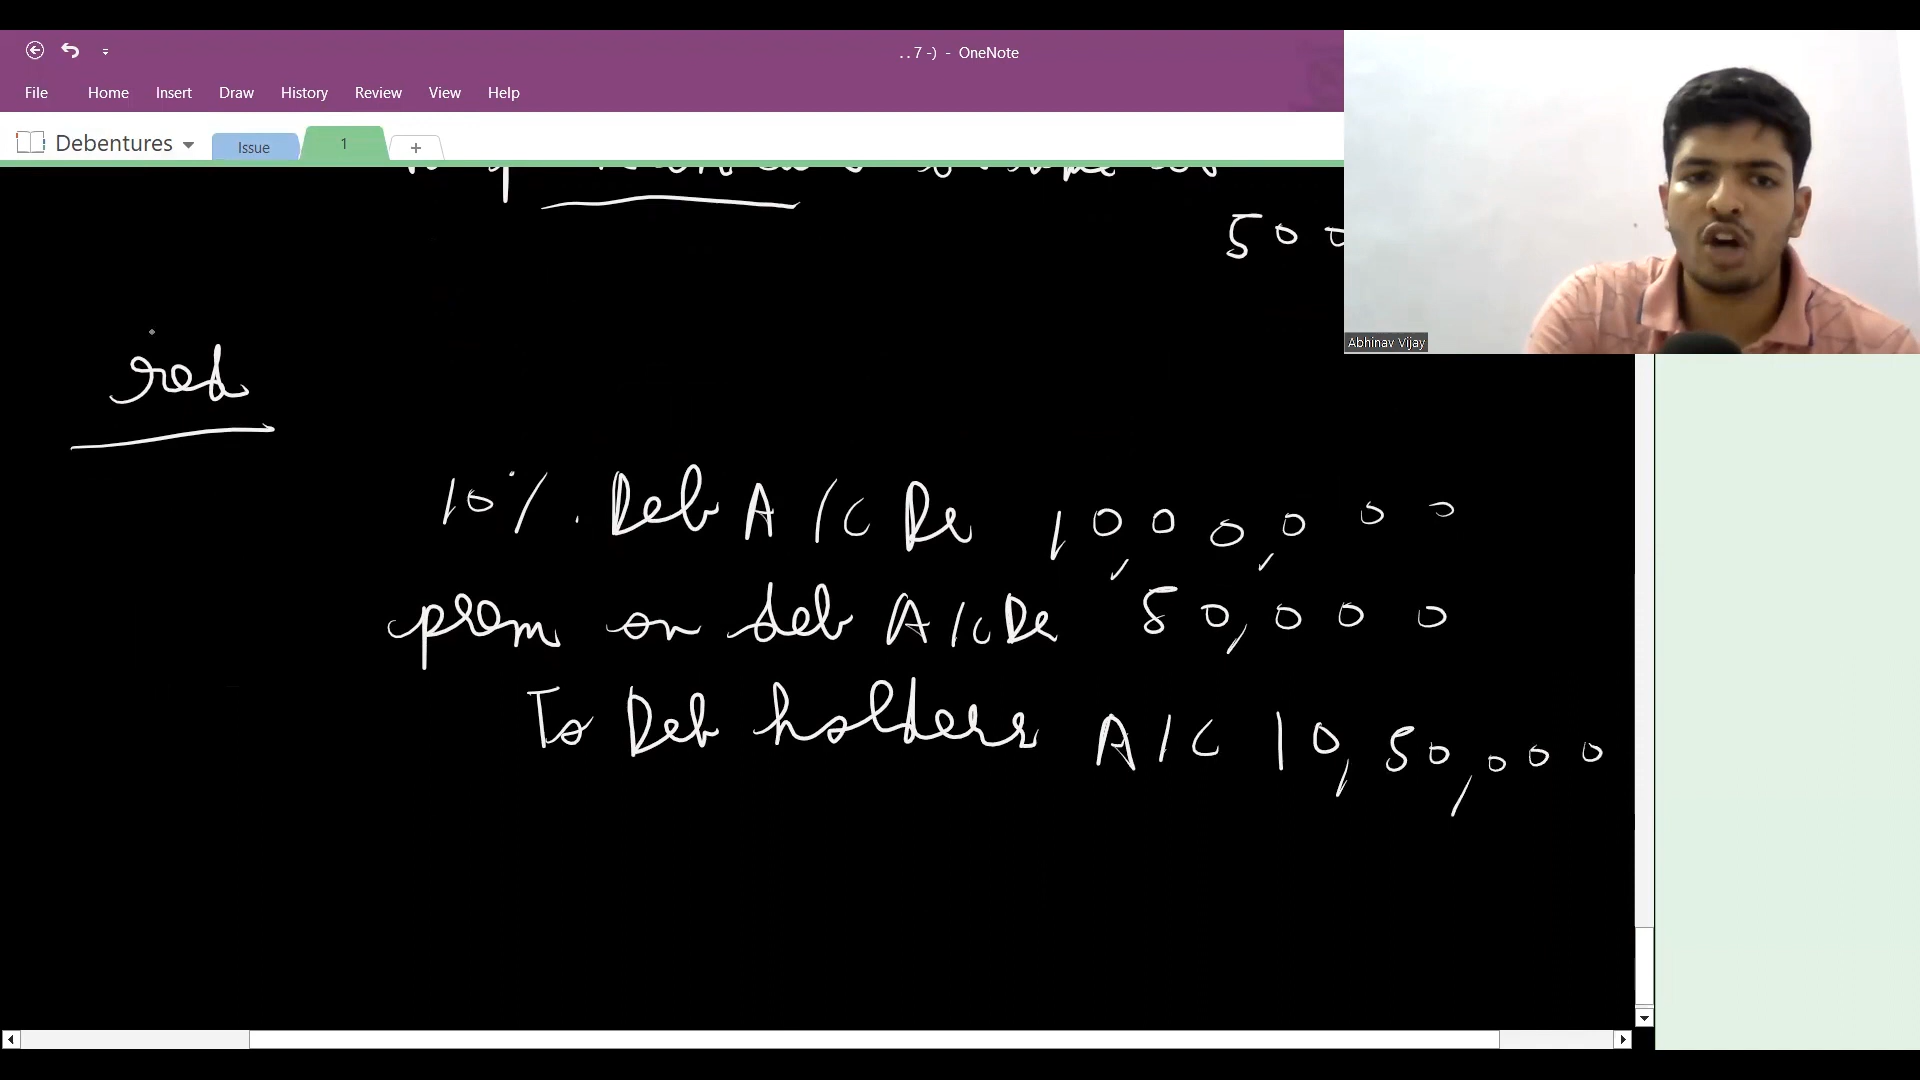 . . 7 -) - OneNote
File Home Insert Draw History Review View Help
Debentures Issue 1 +
500
Abhinav Vijay
red
10%. Deb A/C Dr 10,00,000
prem on deb A/C Dr 50,000
To Deb holders A/C 10,50,000